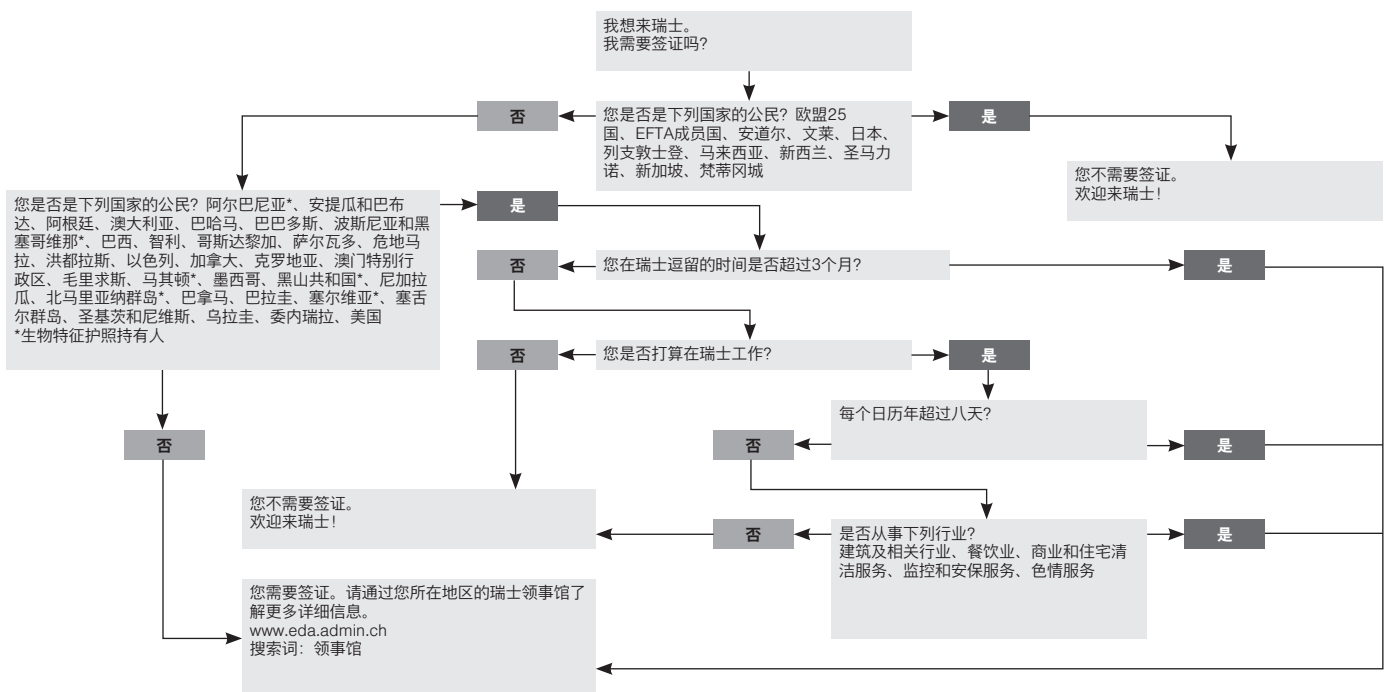 我想来瑞士。
我需要签证吗？
否
您是否是下列国家的公民？欧盟25
国、EFTA成员国、安道尔、文莱、日本、
列支敦士登、马来西亚、新西兰、圣马力
诺、新加坡、梵蒂冈城
是
您不需要签证。
欢迎来瑞士！
您是否是下列国家的公民？阿尔巴尼亚*、安提瓜和巴布
达、阿根廷、澳大利亚、巴哈马、巴巴多斯、波斯尼亚和黑
塞哥维那*、巴西、智利、哥斯达黎加、萨尔瓦多、危地马
拉、洪都拉斯、以色列、加拿大、克罗地亚、澳门特别行
政区、毛里求斯、马其顿*、墨西哥、黑山共和国*、尼加拉
瓜、北马里亚纳群岛*、巴拿马、巴拉圭、塞尔维亚*、塞舌
尔群岛、圣基茨和尼维斯、乌拉圭、委内瑞拉、美国
*生物特征护照持有人
是
否
您在瑞士逗留的时间是否超过3个月？
是
否
您是否打算在瑞士工作？
是
每个日历年超过八天？
否
否
是
您不需要签证。
欢迎来瑞士！
否
是否从事下列行业？
建筑及相关行业、餐饮业、商业和住宅清
洁服务、监控和安保服务、色情服务
是
您需要签证。请通过您所在地区的瑞士领事馆了
解更多详细信息。
www.eda.admin.ch
搜索词：领事馆